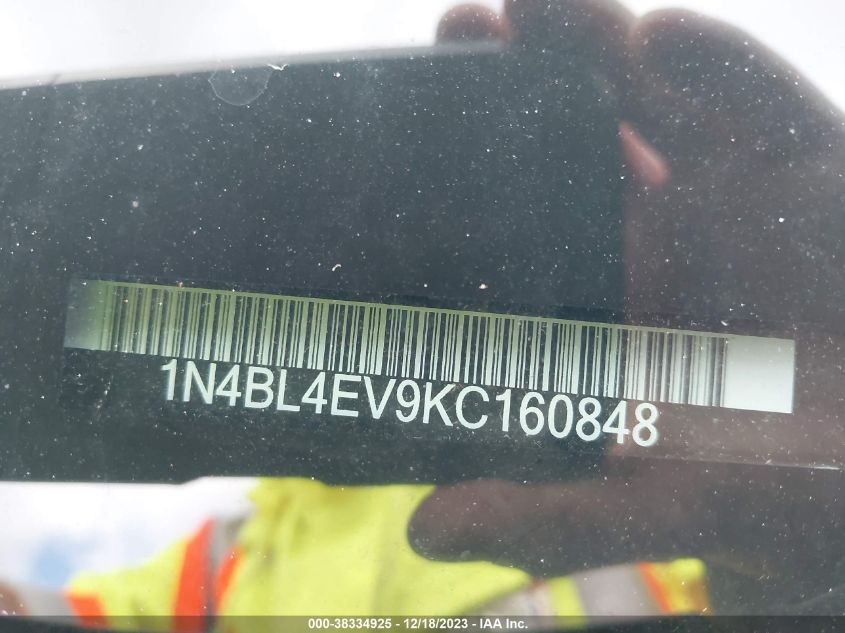 1N4BL4EV9KC160848
000-38334925 - 12/18/2023 - IAA Inc.